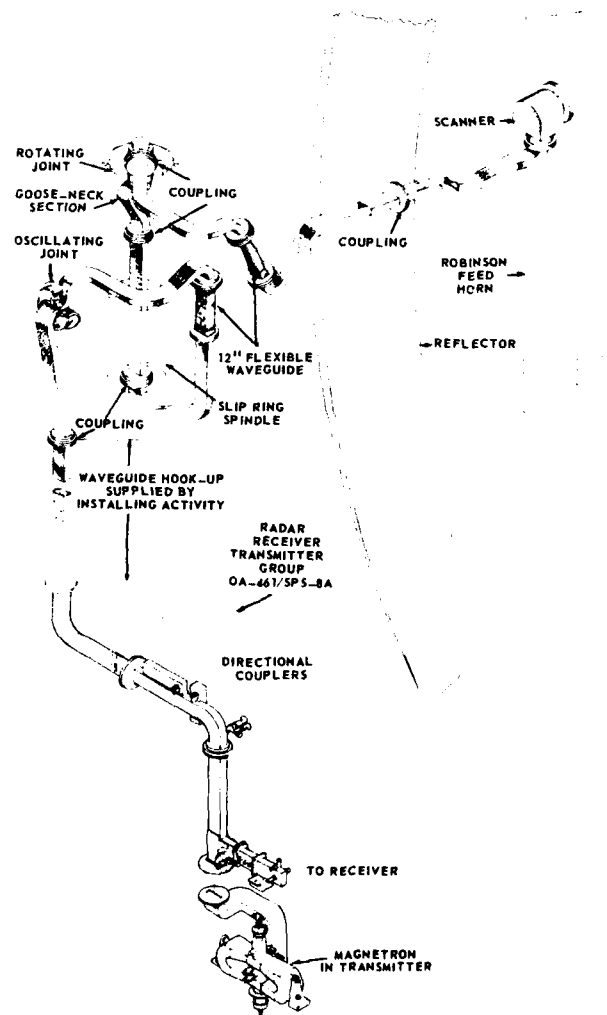 SCANNER
ROTATING
JOINT
COUPLING
GOOSE-NECK
SECTION
OSCILLATING
JOINT
COUPLING
ROBINSON
FEED
HORN
REFLECTOR
12" FLEXIBLE
WAVEGUIDE
SLIP RING
SPINDLE
COUPLING
WAVEGUIDE HOOK-UP
SUPPLIED BY
INSTALLING ACTIVITY
RADAR
RECEIVER
TRANSMITTER
GROUP
OA-461/SPS-8A
DIRECTIONAL
COUPLERS
TO RECEIVER
MAGNETRON
IN TRANSMITTER